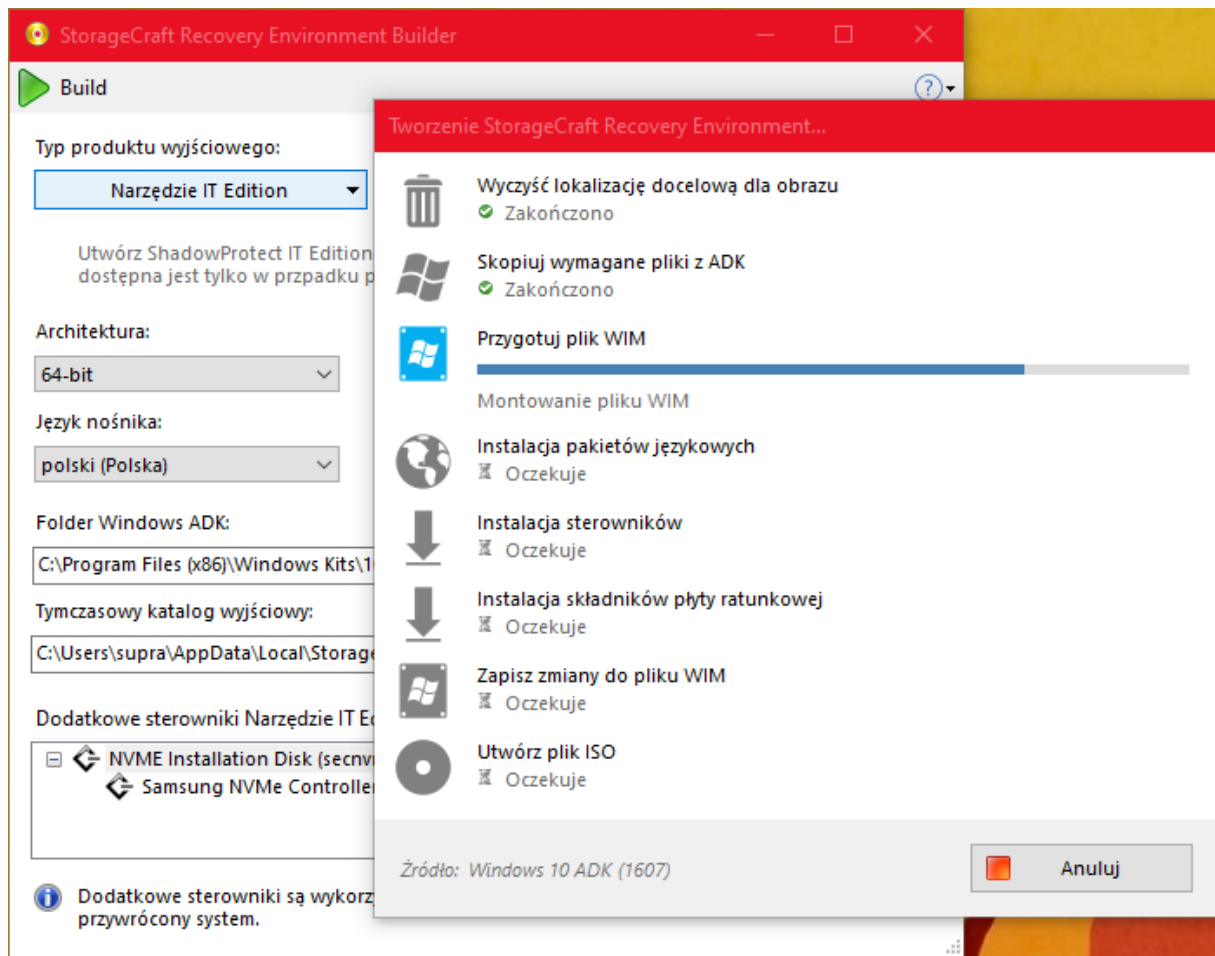 StorageCraft Recovery Environment Builder
Build
Typ produktu wyjściowego:
Narzędzie IT Edition
Utwórz ShadowProtect IT Edition
dostępna jest tylko w przpadku p
Architektura:
64-bit
Język nośnika:
polski (Polska)
Folder Windows ADK:
C:\Program Files (x86)\Windows Kits\1
Tymczasowy katalog wyjściowy:
C:\Users\supra\AppData\Local\Storage
Dodatkowe sterowniki Narzędzie IT Ed
NVME Installation Disk (secnv
Samsung NVMe Controller
Dodatkowe sterowniki są wykorz
przywrócony system.
Tworzenie StorageCraft Recovery Environment...
Wyczyść lokalizację docelową dla obrazu
Zakończono
Skopiuj wymagane pliki z ADK
Zakończono
Przygotuj plik WIM
Montowanie pliku WIM
Instalacja pakietów językowych
Oczekuje
Instalacja sterowników
Oczekuje
Instalacja składników płyty ratunkowej
Oczekuje
Zapisz zmiany do pliku WIM
Oczekuje
Utwórz plik ISO
Oczekuje
Źródło: Windows 10 ADK (1607)
Anuluj